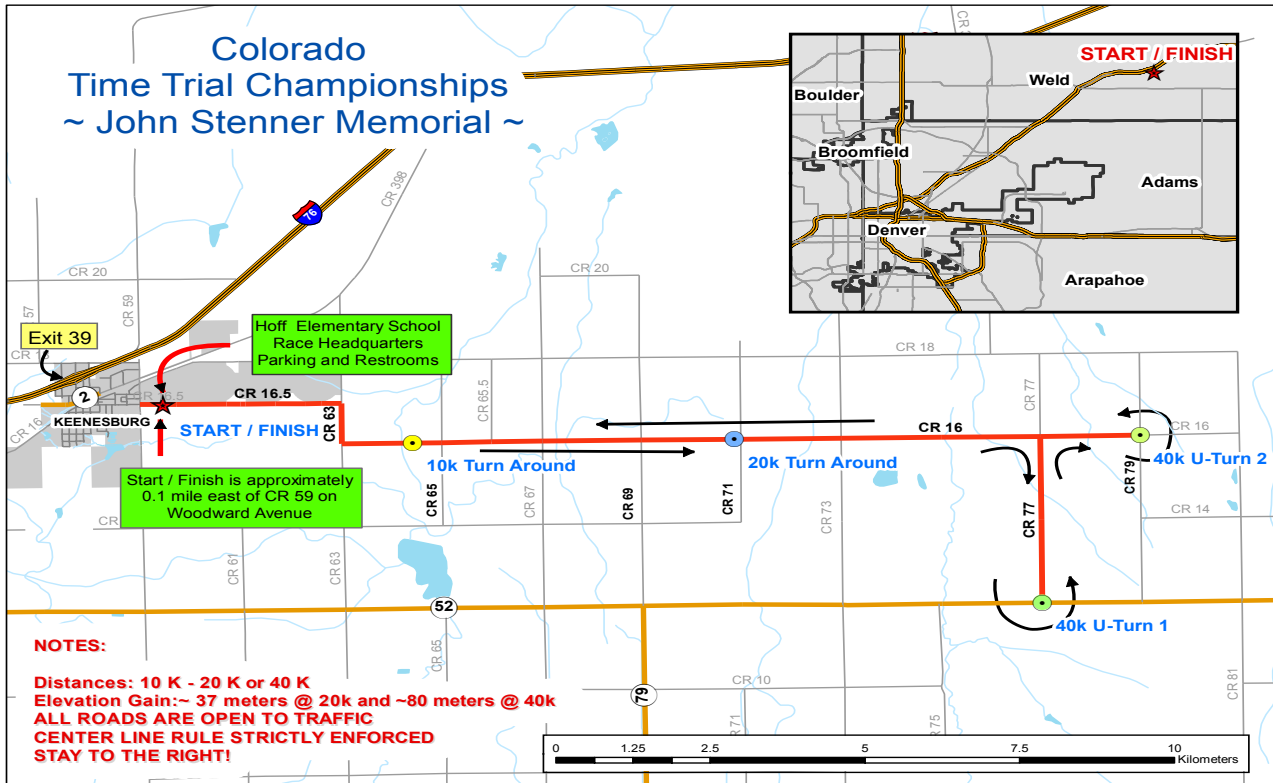 Colorado
Time Trial Championships
~ John Stenner Memorial ~
START / FINISH
Weld
Boulder
Broomfield
Adams
Denver
Arapahoe
76
CR 398
CR 20
CR 59
57
CR 20
Exit 39
Hoff Elementary School
Race Headquarters
Parking and Restrooms
CR 18
CR 65.5
CR 77
2
CR 16.5
CR 16.5
CR 63
KEENESBURG
CR 16
START / FINISH
CR 16
CR 16
10k Turn Around
20k Turn Around
40k U-Turn 2
Start / Finish is approximately
0.1 mile east of CR 59 on
Woodward Avenue
CR 65
CR 67
CR 69
CR 71
CR 73
CR 77
CR 79
CR 14
CR 61
CR 63
52
40k U-Turn 1
CR 65
79
CR 10
CR 71
CR 75
CR 81
NOTES:
Distances: 10 K - 20 K or 40 K
Elevation Gain:~ 37 meters @ 20k and ~80 meters @ 40k
ALL ROADS ARE OPEN TO TRAFFIC
CENTER LINE RULE STRICTLY ENFORCED
STAY TO THE RIGHT!
0 1.25 2.5 5 7.5 10
Kilometers